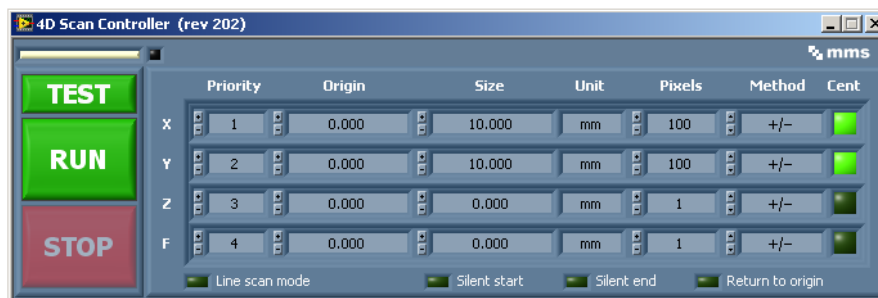 4D Scan Controller (rev 202)
mms
TEST
RUN
STOP
Priority Origin Size Unit Pixels Method Cent
X 1 0.000 10.000 mm 100 +/-
Y 2 0.000 10.000 mm 100 +/-
Z 3 0.000 0.000 mm 1 +/-
F 4 0.000 0.000 mm 1 +/-
Line scan mode Silent start Silent end Return to origin